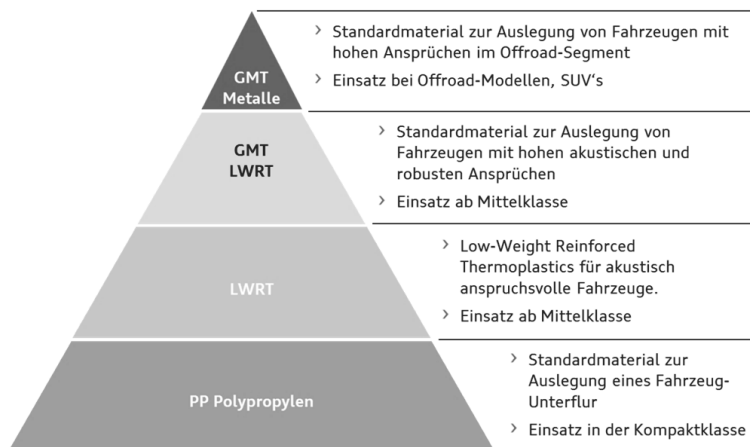 GMT
Metalle
› Standardmaterial zur Auslegung von Fahrzeugen mit
hohen Ansprüchen im Offroad-Segment
› Einsatz bei Offroad-Modellen, SUV‘s
GMT
LWRT
› Standardmaterial zur Auslegung von
Fahrzeugen mit hohen akustischen und
robusten Ansprüchen
› Einsatz ab Mittelklasse
LWRT
› Low-Weight Reinforced
Thermoplastics für akustisch
anspruchsvolle Fahrzeuge.
› Einsatz ab Mittelklasse
PP Polypropylen
› Standardmaterial zur
Auslegung eines Fahrzeug-
Unterflur
› Einsatz in der Kompaktklasse